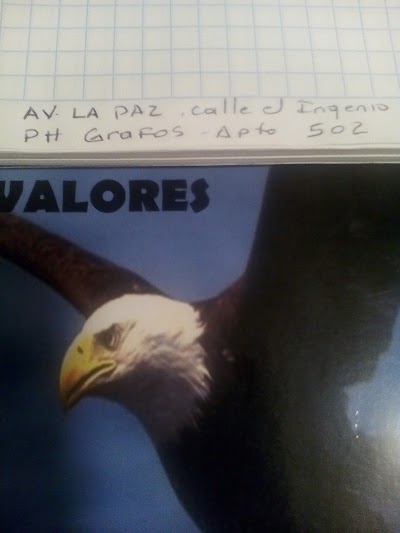 AV. LA PAZ. calle el Ingenio
PH GRAFOS - Apto 502
VALORES